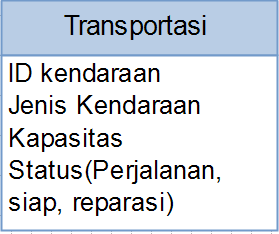 Transportasi
ID kendaraan
Jenis Kendaraan
Kapasitas
Status(Perjalanan,
siap, reparasi)